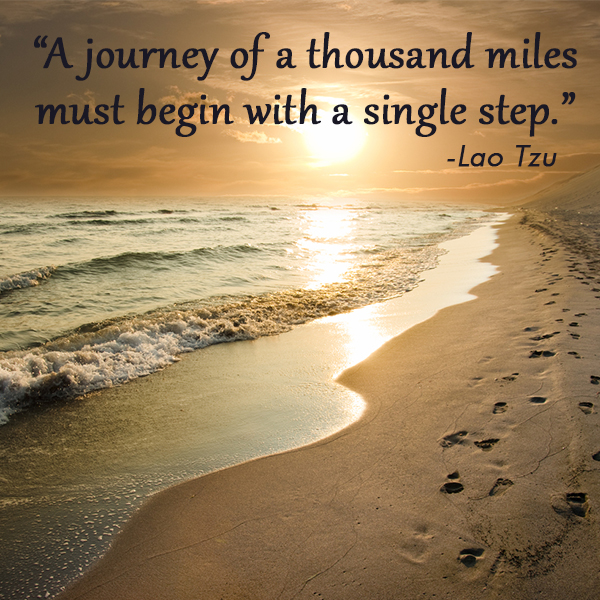 “A journey of a thousand miles
must begin with a single step.”
-Lao Tzu